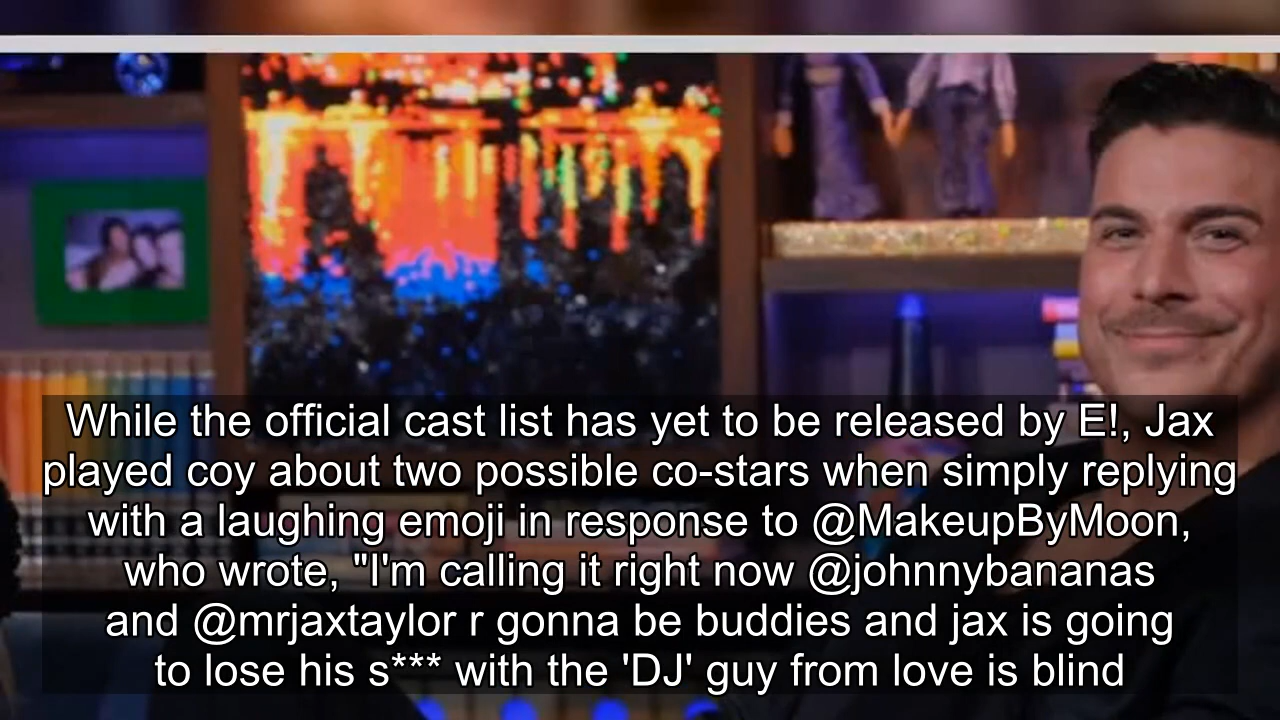 While the official cast list has yet to be released by E!, Jax
played coy about two possible co-stars when simply replying
with a laughing emoji in response to @MakeupByMoon,
who wrote, "I'm calling it right now @johnnybananas
and @mrjaxtaylor r gonna be buddies and jax is going
to lose his s*** with the 'DJ' guy from love is blind